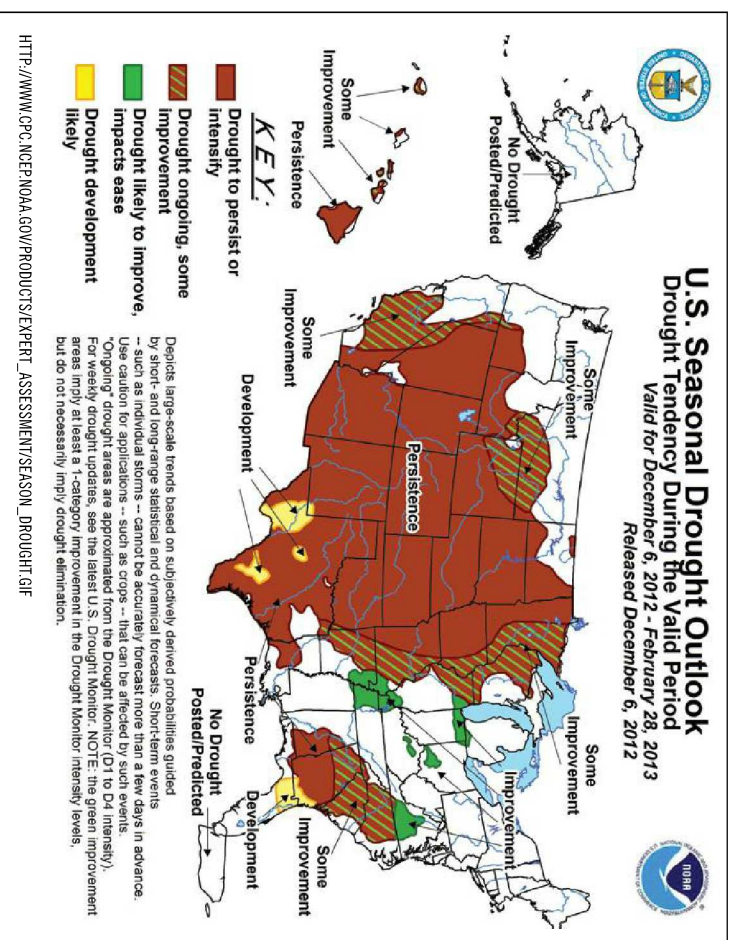 U.S. Seasonal Drought Outlook
Drought Tendency During the Valid Period
Valid for December 6, 2012 - February 28, 2013
Released December 6, 2012
DEPARTMENT OF COMMERCE
UNITED STATES OF AMERICA
NOAA
No Drought
Posted/Predicted
Some
Improvement
Persistence
Some
Improvement
Some
Improvement
Persistence
Development
Persistence
Some
Improvement
Improvement
Some
Improvement
Development
No Drought
Posted/Predicted
KEY:
Drought to persist or
intensify
Drought ongoing, some
improvement
Drought likely to improve,
impacts ease
Drought development
likely
Depicts large-scale trends based on subjectively derived probabilities guided
by short- and long-range statistical and dynamical forecasts. Short-term events
-- such as individual storms -- cannot be accurately forecast more than a few days in advance.
Use caution for applications -- such as crops -- that can be affected by such events.
"Ongoing" drought areas are approximated from the Drought Monitor (D1 to D4 intensity).
For weekly drought updates, see the latest U.S. Drought Monitor. NOTE: the green improvement
areas imply at least a 1-category improvement in the Drought Monitor intensity levels,
but do not necessarily imply drought elimination.
HTTP://WWW.CPC.NCEP.NOAA.GOV/PRODUCTS/EXPERT_ASSESSMENT/SEASON_DROUGHT.GIF